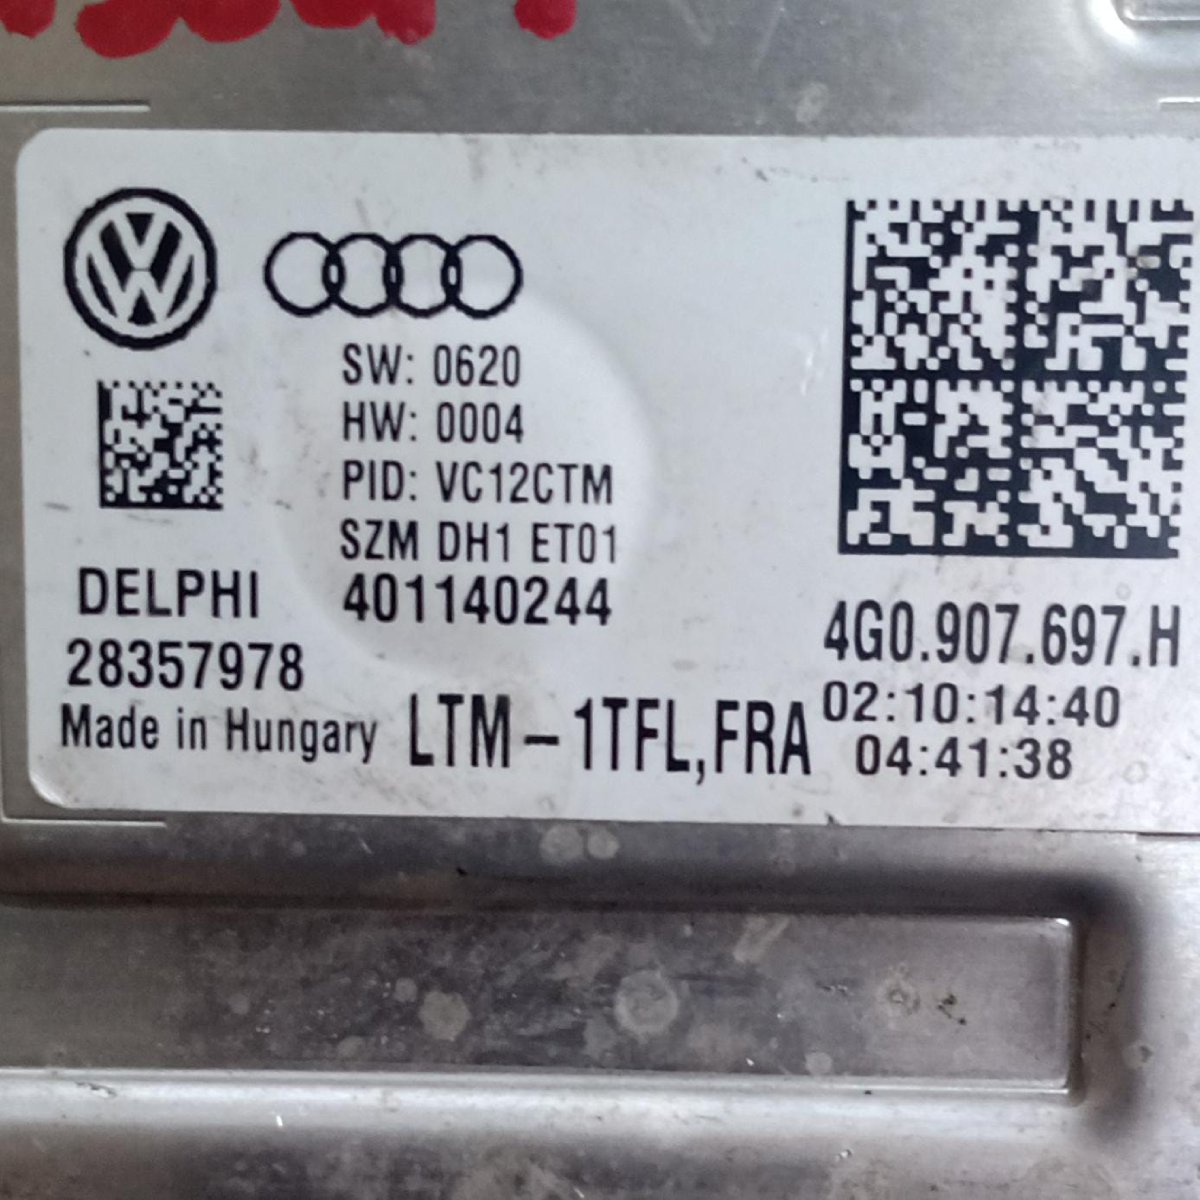 SW: 0620
HW: 0004
PID: VC12CTM
SZM DH1 ET01
401140244
DELPHI
28357978
Made in Hungary
LTM-1TFL,FRA
4G0.907.697.H
02:10:14:40
04:41:38